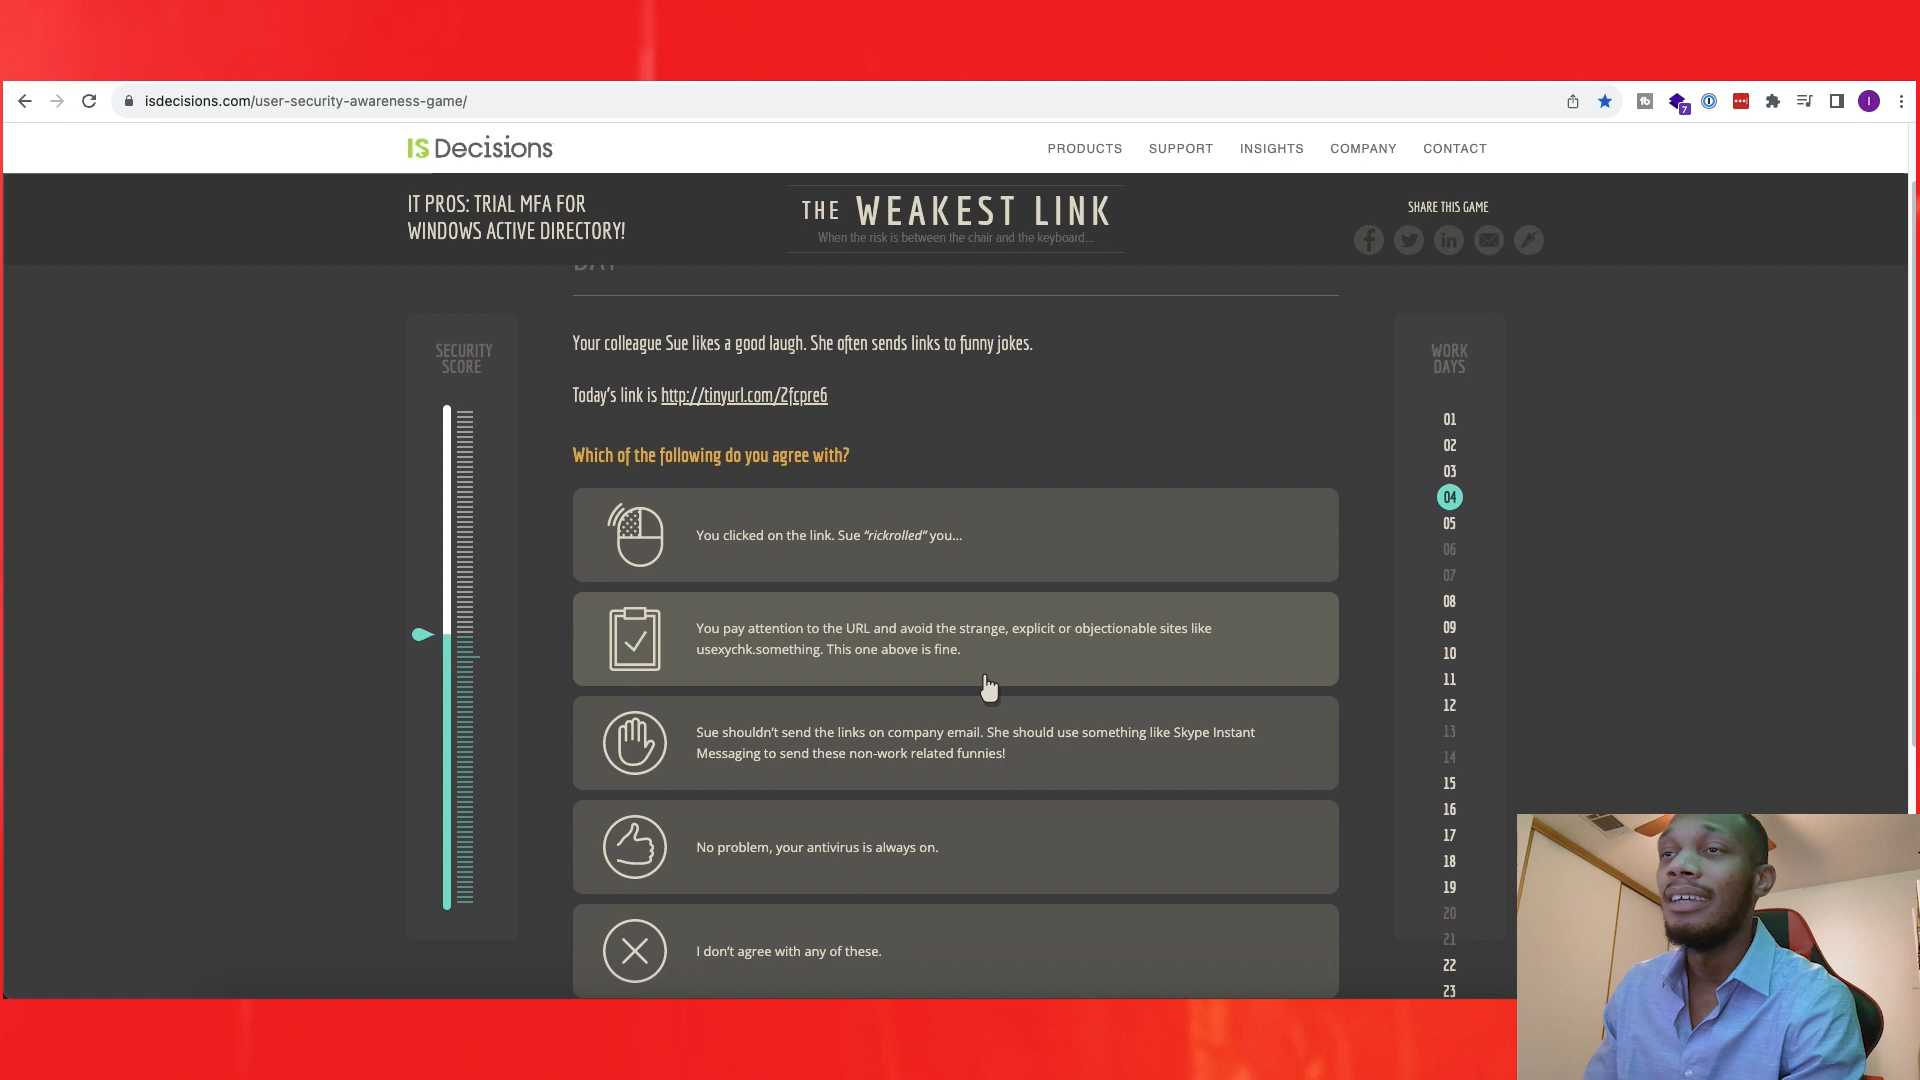 isdecisions.com/user-security-awareness-game/
7
I
IS Decisions
PRODUCTS SUPPORT INSIGHTS COMPANY CONTACT
IT PROS: TRIAL MFA FOR
WINDOWS ACTIVE DIRECTORY!
THE WEAKEST LINK
When the risk is between the chair and the keyboard...
SHARE THIS GAME
DAY
SECURITY
SCORE
Your colleague Sue likes a good laugh. She often sends links to funny jokes.
Today's link is http://tinyurl.com/2fcpre6
Which of the following do you agree with?
You clicked on the link. Sue "rickrolled" you...
You pay attention to the URL and avoid the strange, explicit or objectionable sites like
usexychk.something. This one above is fine.
Sue shouldn't send the links on company email. She should use something like Skype Instant
Messaging to send these non-work related funnies!
No problem, your antivirus is always on.
I don't agree with any of these.
WORK
DAYS
01
02
03
04
05
06
07
08
09
10
11
12
13
14
15
16
17
18
19
20
21
22
23